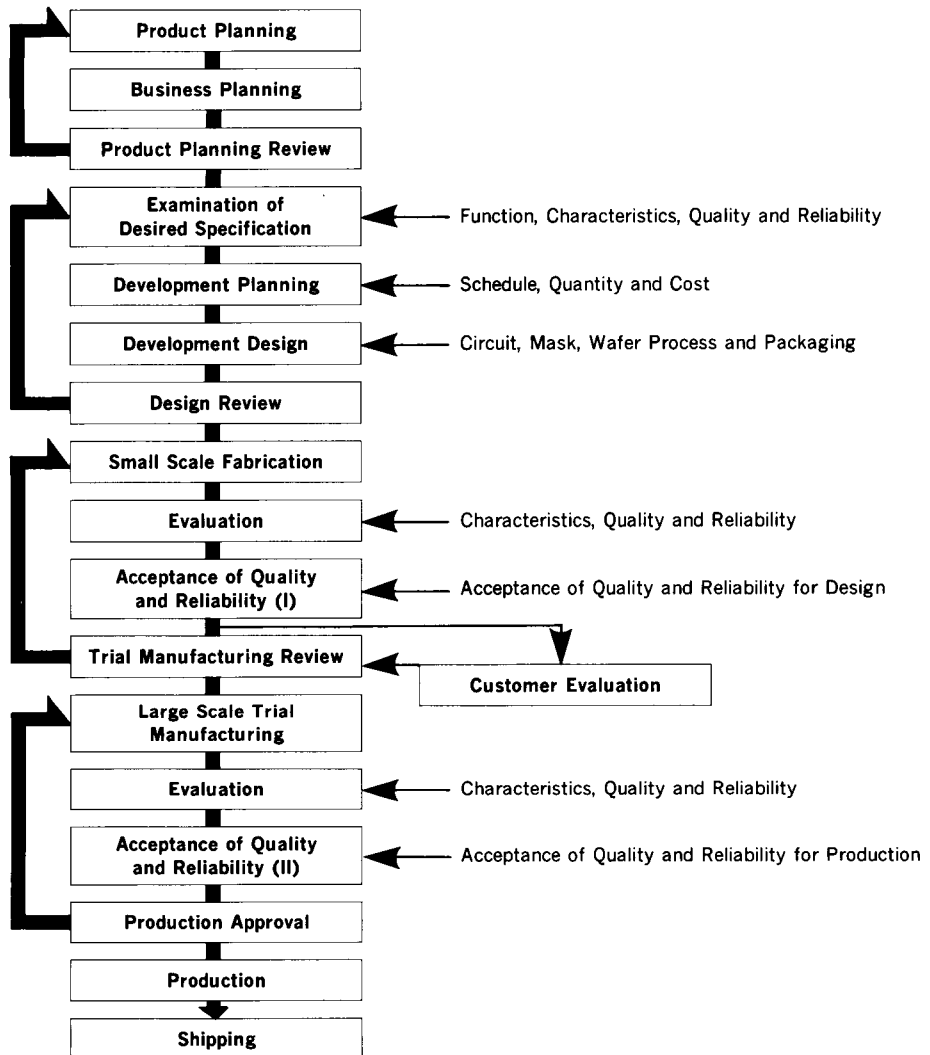 Product Planning
Business Planning
Product Planning Review
Examination of
Desired Specification
Function, Characteristics, Quality and Reliability
Development Planning
Schedule, Quantity and Cost
Development Design
Circuit, Mask, Wafer Process and Packaging
Design Review
Small Scale Fabrication
Evaluation
Characteristics, Quality and Reliability
Acceptance of Quality
and Reliability (I)
Acceptance of Quality and Reliability for Design
Trial Manufacturing Review
Customer Evaluation
Large Scale Trial
Manufacturing
Evaluation
Characteristics, Quality and Reliability
Acceptance of Quality
and Reliability (II)
Acceptance of Quality and Reliability for Production
Production Approval
Production
Shipping